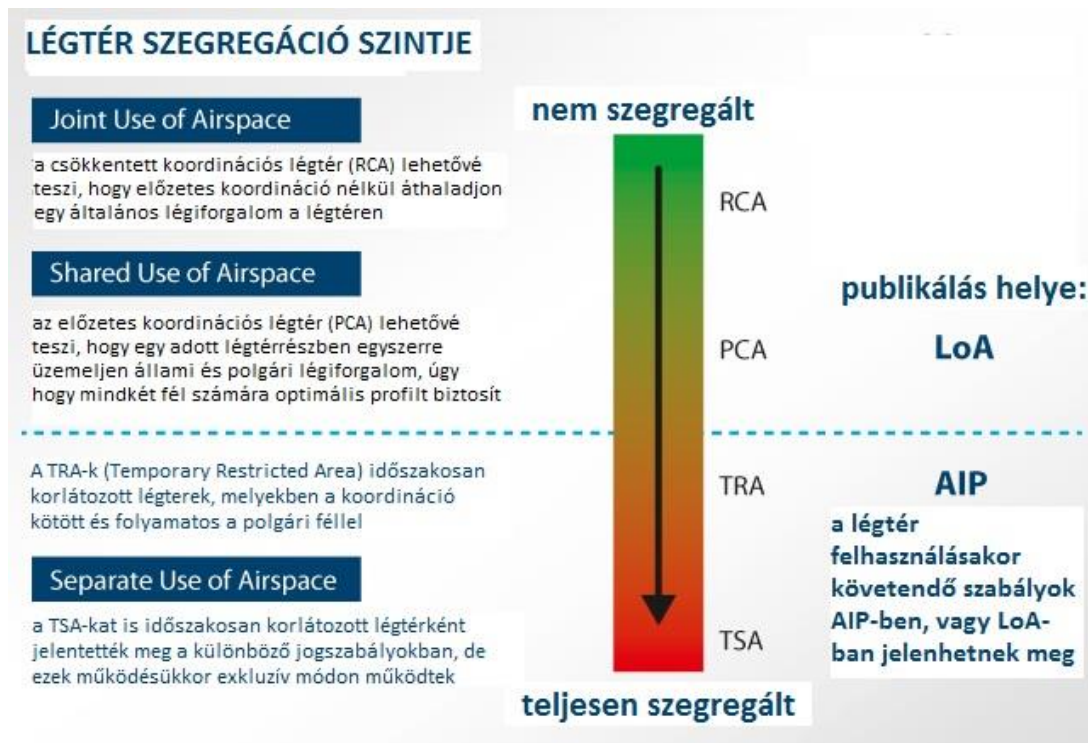 LÉGTÉR SZEGREGÁCIÓ SZINTJE
Joint Use of Airspace
a csökkentett koordinációs légtér (RCA) lehetővé
teszi, hogy előzetes koordináció nélkül áthaladjon
egy általános légiforgalom a légtéren
Shared Use of Airspace
az előzetes koordinációs légtér (PCA) lehetővé
teszi, hogy egy adott légtérrészben egyszerre
üzemeljen állami és polgári légiforgalom, úgy
hogy mindkét fél számára optimális profilt biztosít
A TRA-k (Temporary Restricted Area) időszakosan
korlátozott légterek, melyekben a koordináció
kötött és folyamatos a polgári féllel
Separate Use of Airspace
a TSA-kat is időszakosan korlátozott légtérként
jelentették meg a különböző jogszabályokban, de
ezek működésükkor exkluzív módon működtek
nem szegregált
RCA
PCA
TRA
TSA
teljesen szegregált
publikálás helye:
LoA
AIP
a légtér
felhasználásakor
követendő szabályok
AIP-ben, vagy LoA-
ban jelenhetnek meg